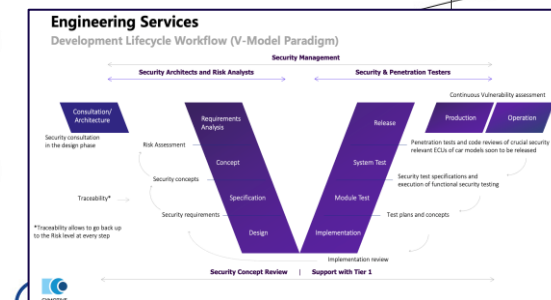 Engineering Services
Development Lifecycle Workflow (V-Model Paradigm)
Security Management
Security Architects and Risk Analysts
Security & Penetration Testers
Continuous Vulnerability assessment
Consultation/
Architecture
Requirements
Analysis
Release
Production
Operation
Security consultation
in the design phase
Risk Assessment
Penetration tests and code reviews of crucial security
relevant ECUs of car models soon to be released
Concept
System Test
Security concepts
Security test specifications and
execution of functional security testing
Traceability*
Specification
Module Test
Security requirements
Test plans and concepts
*Traceability allows to go back up
to the Risk level at every step
Design
Implementation
Implementation review
Security Concept Review | Support with Tier 1